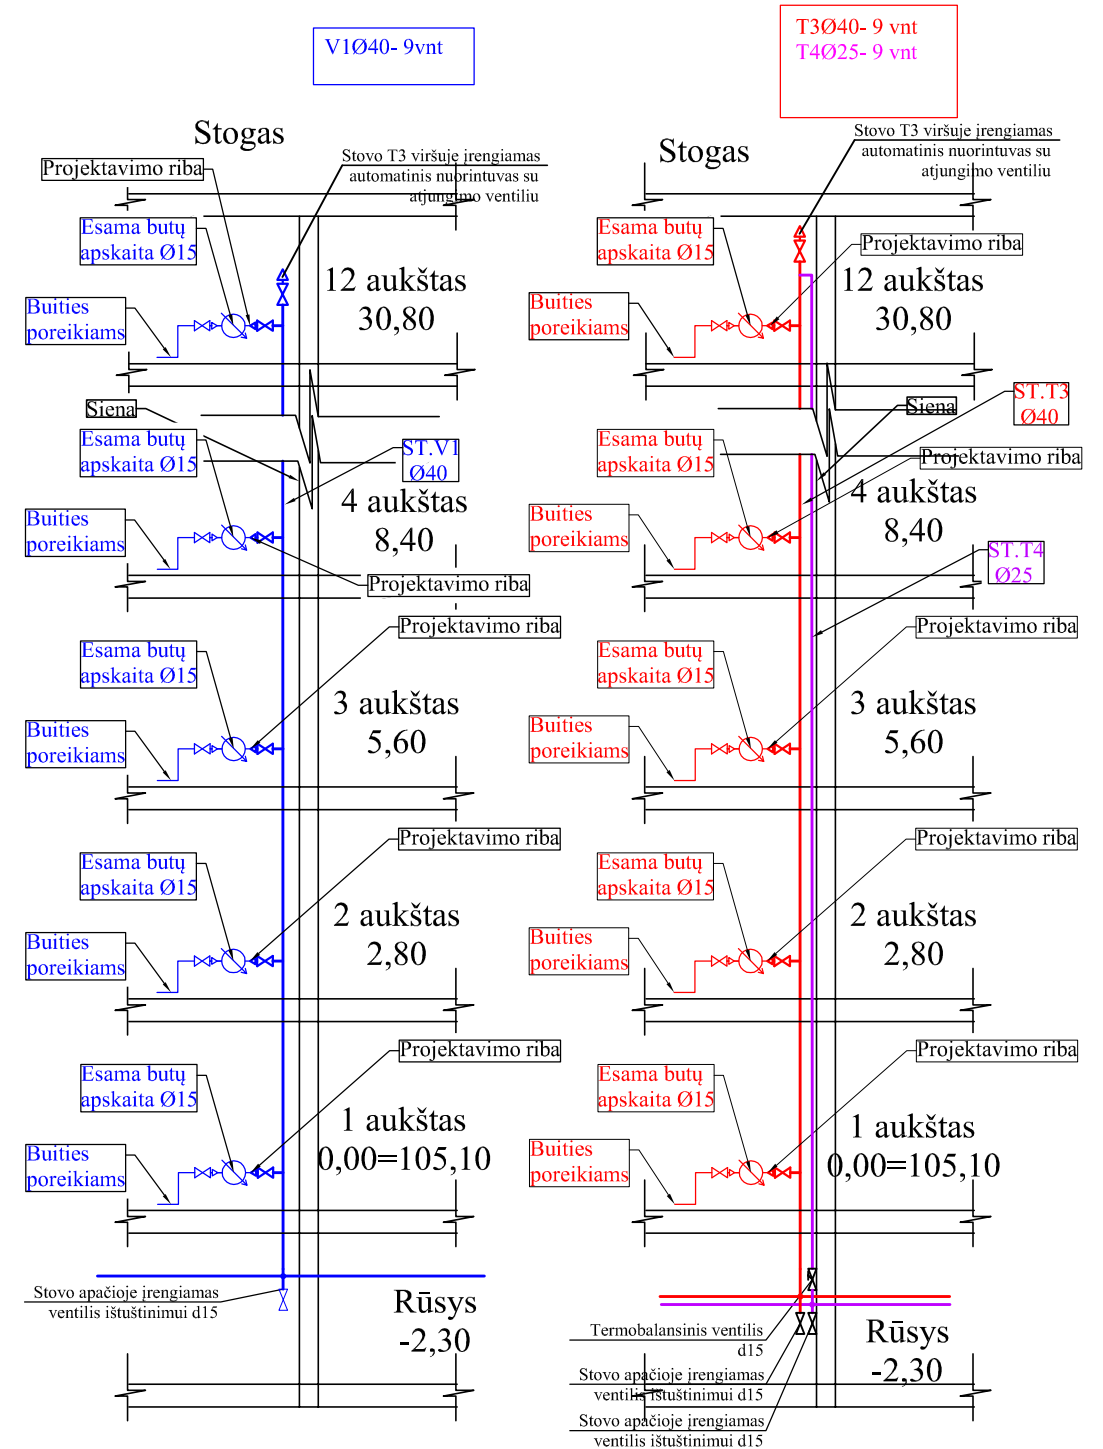 V1Ø40- 9vnt
Stogas
Projektavimo riba
Stovo T3 viršuje įrengiamas
automatinis nuorintuvas su
atjungimo ventiliu
Esama butų
apskaita Ø15
Buities
poreikiams
12 aukštas
30,80
Siena
Esama butų
apskaita Ø15
ST.V1
Ø40
Buities
poreikiams
4 aukštas
8,40
Projektavimo riba
Projektavimo riba
Esama butų
apskaita Ø15
Buities
poreikiams
3 aukštas
5,60
Projektavimo riba
Esama butų
apskaita Ø15
Buities
poreikiams
2 aukštas
2,80
Projektavimo riba
Esama butų
apskaita Ø15
Buities
poreikiams
1 aukštas
0,00=105,10
Stovo apačioje įrengiamas
ventilis ištuštinimui d15
Rūsys
-2,30
T3Ø40- 9 vnt
T4Ø25- 9 vnt
Stogas
Stovo T3 viršuje įrengiamas
automatinis nuorintuvas su
atjungimo ventiliu
Esama butų
apskaita Ø15
Projektavimo riba
Buities
poreikiams
12 aukštas
30,80
Siena
ST.T3
Ø40
Esama butų
apskaita Ø15
Projektavimo riba
Buities
poreikiams
4 aukštas
8,40
ST.T4
Ø25
Projektavimo riba
Esama butų
apskaita Ø15
Buities
poreikiams
3 aukštas
5,60
Projektavimo riba
Esama butų
apskaita Ø15
Buities
poreikiams
2 aukštas
2,80
Projektavimo riba
Esama butų
apskaita Ø15
Buities
poreikiams
1 aukštas
0,00=105,10
Termobalansinis ventilis
d15
Rūsys
-2,30
Stovo apačioje įrengiamas
ventilis ištuštinimui d15
Stovo apačioje įrengiamas
ventilis ištuštinimui d15